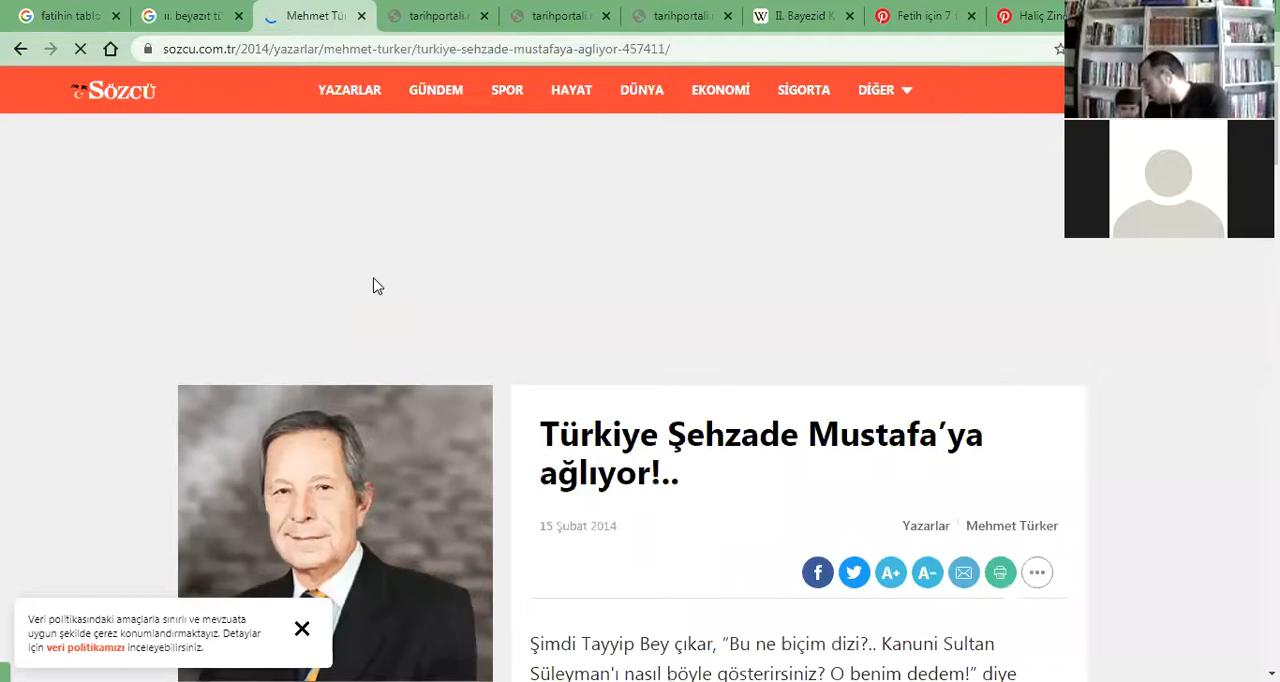 fatihin tablo
ıı. beyazıt tü
Mehmet Tür
tarihportali.r
tarihportali.r
tarihportali.r
W
II. Bayezid K
Fetih için 7 f
Haliç Zinc
sozcu.com.tr/2014/yazarlar/mehmet-turker/turkiye-sehzade-mustafaya-agliyor-457411/
SÖZCÜ
YAZARLAR GÜNDEM SPOR HAYAT DÜNYA EKONOMİ SİGORTA DİĞER
Türkiye Şehzade Mustafa’ya
ağlıyor!..
15 Şubat 2014
Yazarlar Mehmet Türker
f A+ A-
Şimdi Tayyip Bey çıkar, “Bu ne biçim dizi?.. Kanuni Sultan
Süleyman'ı nasıl böyle gösterirsiniz? O benim dedem!” diye
Veri politikasındaki amaçlarla sınırlı ve mevzuata
uygun şekilde çerez konumlandırmaktayız. Detaylar
için veri politikamızı inceleyebilirsiniz.